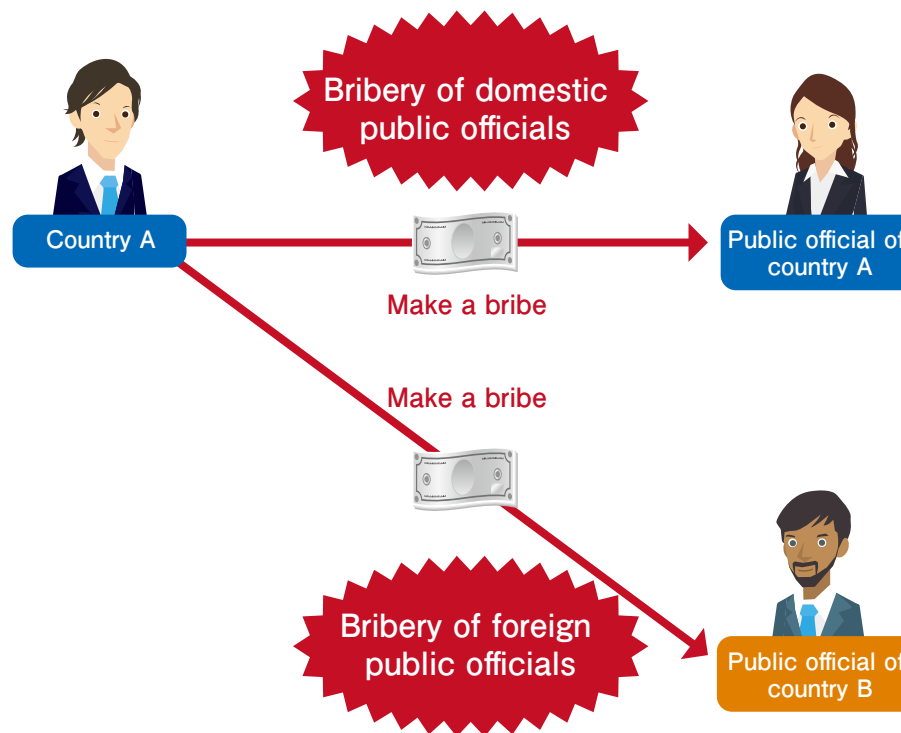 Bribery of domestic
public officials
Country A
Public official of
country A
Make a bribe
Make a bribe
Bribery of foreign
public officials
Public official of
country B